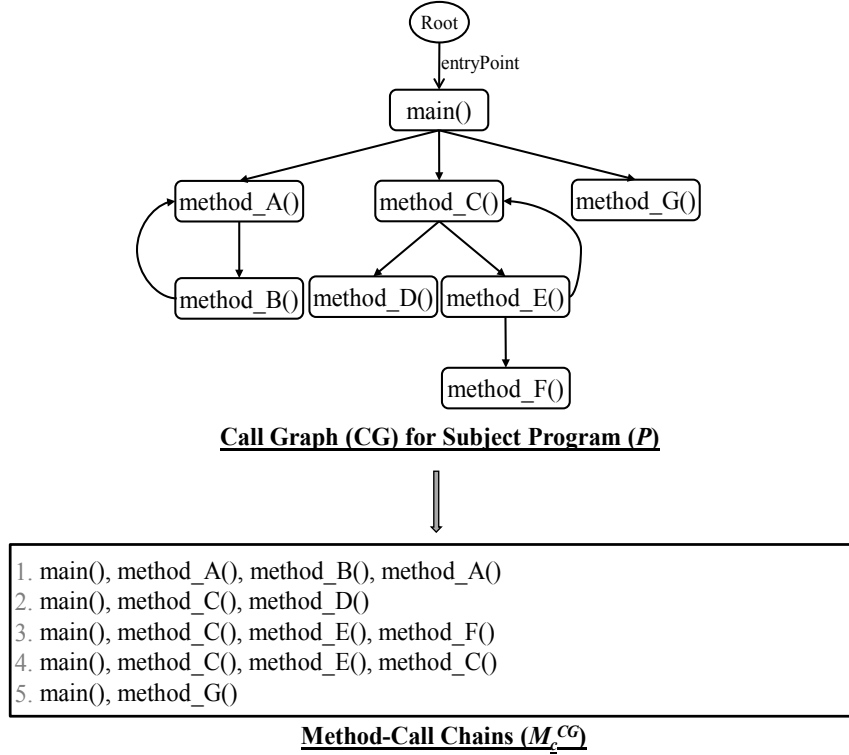 Root
entryPoint
main()
method_A() method_C() method_G()
method_B() method_D() method_E()
method_F()
Call Graph (CG) for Subject Program (P)
1. main(), method_A(), method_B(), method_A()
2. main(), method_C(), method_D()
3. main(), method_C(), method_E(), method_F()
4. main(), method_C(), method_E(), method_C()
5. main(), method_G()
Method-Call Chains (M_c^CG)